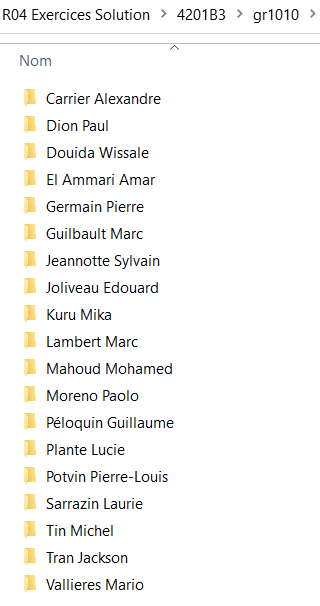 R04 Exercices Solution > 4201B3 > gr1010 >
Nom
Carrier Alexandre
Dion Paul
Douida Wissale
El Ammari Amar
Germain Pierre
Guilbault Marc
Jeannotte Sylvain
Joliveau Edouard
Kuru Mika
Lambert Marc
Mahoud Mohamed
Moreno Paolo
Péloquin Guillaume
Plante Lucie
Potvin Pierre-Louis
Sarrazin Laurie
Tin Michel
Tran Jackson
Vallieres Mario